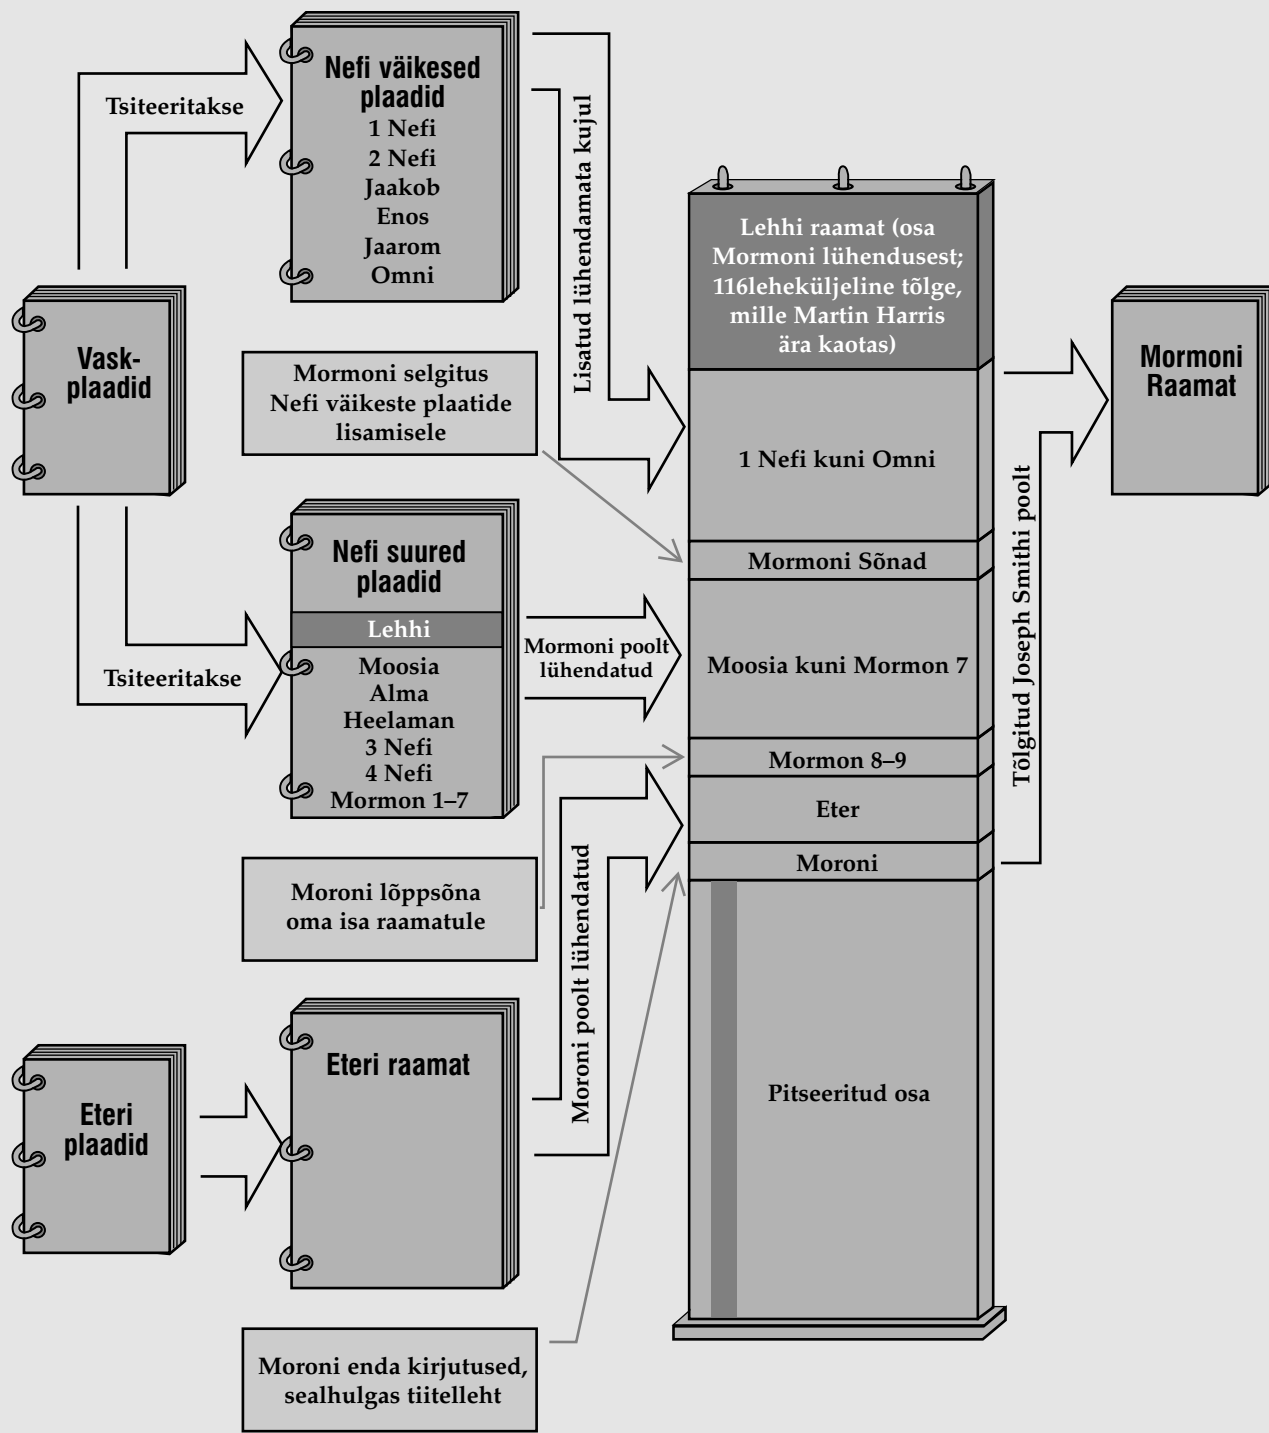 Nefi väikesed
plaadid
1 Nefi
2 Nefi
Jaakob
Enos
Jaarom
Omni
Tsiteeritakse
Lisatud lühendamata kujul
Vask-
plaadid
Mormoni selgitus
Nefi väikeste plaatide
lisamisele
Nefi suured
plaadid
Lehhi
Moosia
Alma
Heelaman
3 Nefi
4 Nefi
Mormon 1–7
Tsiteeritakse
Mormoni poolt
lühendatud
Moroni lõppsõna
oma isa raamatule
Moroni poolt lühendatud
Eteri
plaadid
Eteri raamat
Moroni enda kirjutused,
sealhulgas tiitelleht
Lehhi raamat (osa
Mormoni lühendusest;
116leheküljeline tõlge,
mille Martin Harris
ära kaotas)
1 Nefi kuni Omni
Mormoni Sõnad
Moosia kuni Mormon 7
Mormon 8–9
Eter
Moroni
Pitseeritud osa
Tõlgitud Joseph Smithi poolt
Mormoni
Raamat